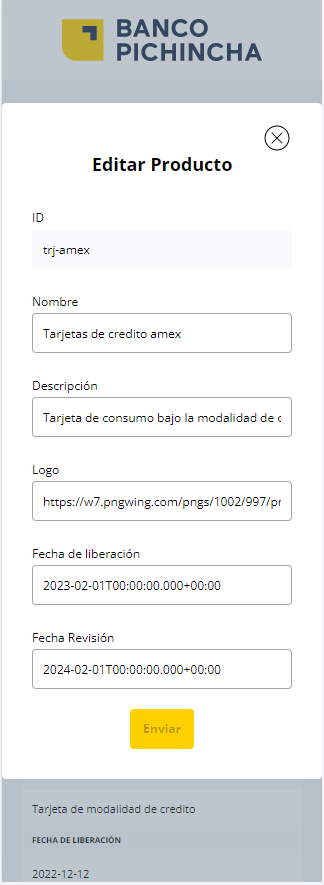 BANCO
PICHINCHA
Editar Producto
ID
trj-amex
Nombre
Tarjetas de credito amex
Descripción
Tarjeta de consumo bajo la modalidad de c
Logo
https://w7.pngwing.com/pngs/1002/997/pr
Fecha de liberación
2023-02-01T00:00:00.000+00:00
Fecha Revisión
2024-02-01T00:00:00.000+00:00
Enviar
Tarjeta de modalidad de credito
FECHA DE LIBERACIÓN
2022-12-12